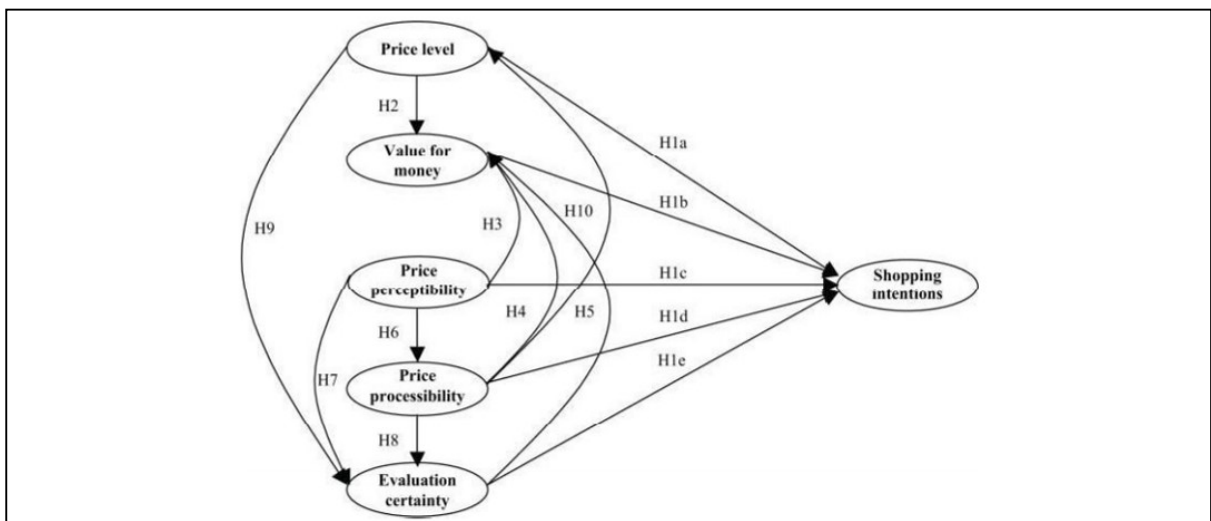 Price level
H2
H1a
Value for
money
H1b
H10
H3
H9
Price
perceptibility
H1c
Shopping
intentions
H4
H5
H6
H1d
H7
Price
processibility
H1e
H8
Evaluation
certainty